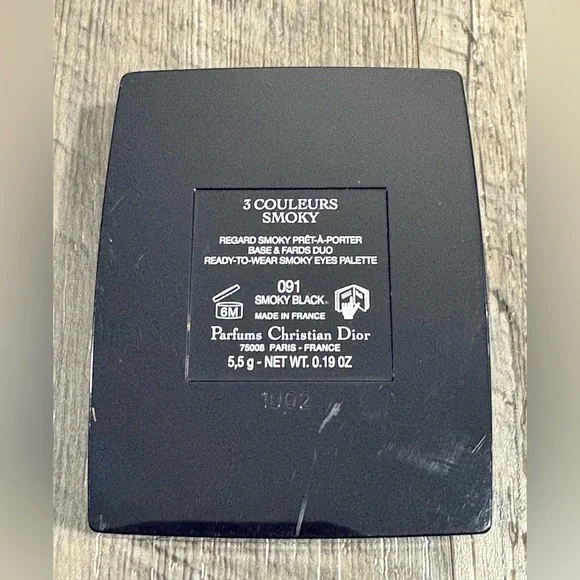 3 COULEURS
SMOKY
REGARD SMOKY PRÊT-À-PORTER
BASE & FARDS DUO
READY-TO-WEAR SMOKY EYES PALETTE
091
6M
SMOKY BLACK
MADE IN FRANCE
Parfums Christian Dior
75008 PARIS - FRANCE
5,5 g - NET WT. 0.19 OZ
1U02